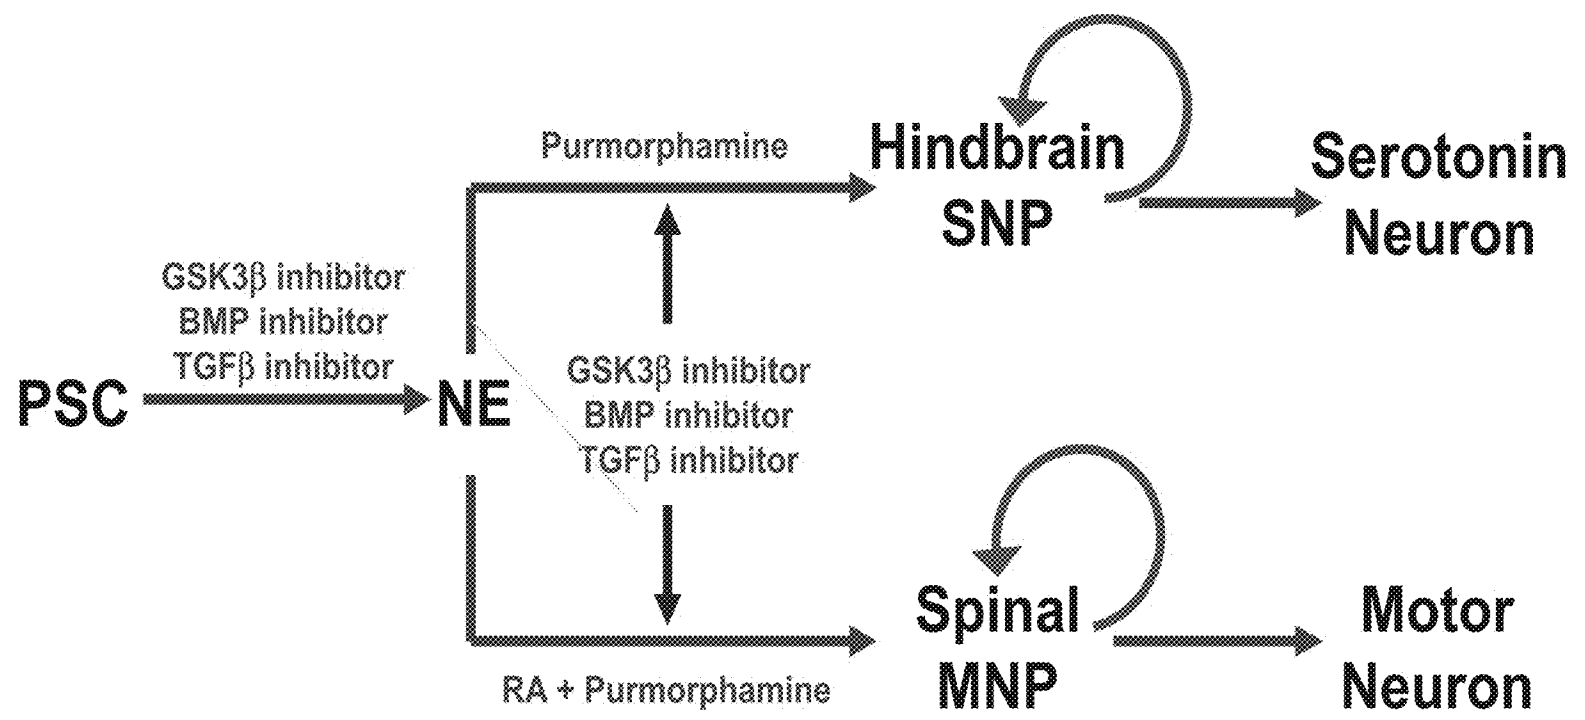 Purmorphamine
Hindbrain
SNP
Serotonin
Neuron
GSK3β inhibitor
BMP inhibitor
TGFβ inhibitor
PSC
NE
GSK3β inhibitor
BMP inhibitor
TGFβ inhibitor
Spinal
MNP
Motor
Neuron
RA + Purmorphamine